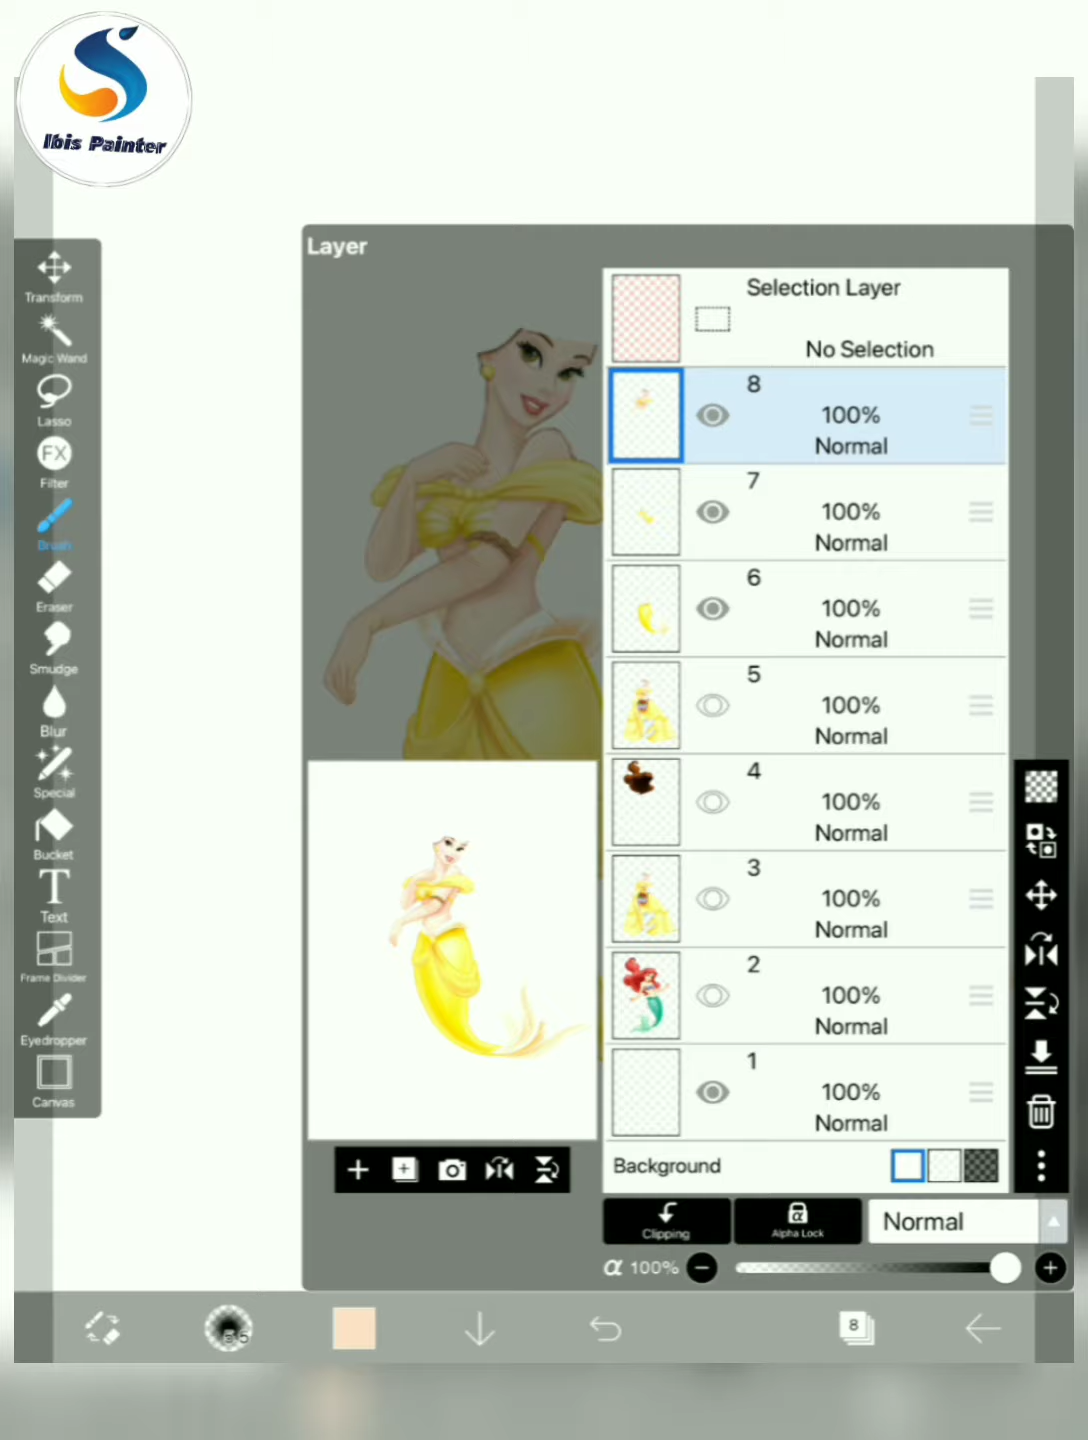 Ibis Painter
Layer
Transform
Magic Wand
Lasso
FX
Filter
Brush
Eraser
Smudge
Blur
Special
Bucket
T
Text
Frame Divider
Eyedropper
Canvas
Selection Layer
No Selection
8
100%
Normal
7
100%
Normal
6
100%
Normal
5
100%
Normal
4
100%
Normal
3
100%
Normal
2
100%
Normal
1
100%
Normal
Background
Clipping
α
Alpha Lock
Normal
α 100%
8